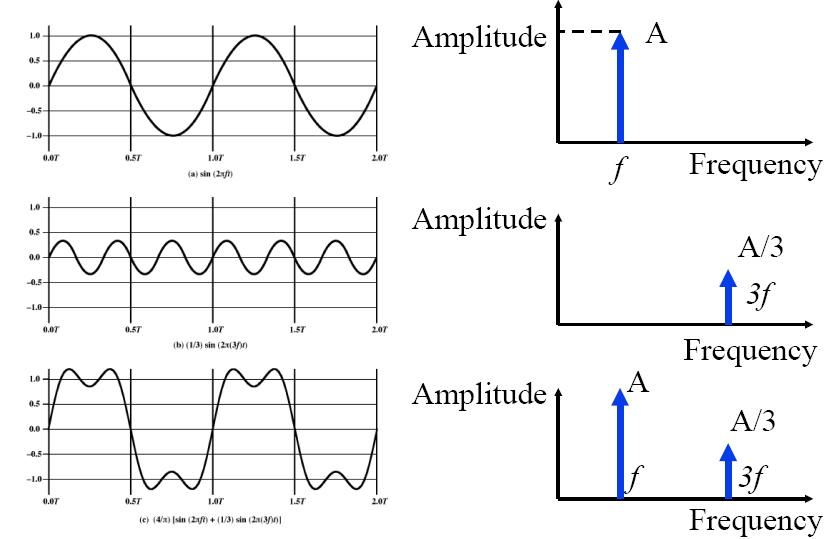 1.0
0.5
0.0
–0.5
–1.0
0.0T 0.5T 1.0T 1.5T 2.0T
(a) sin (2πft)
Amplitude
A
f
Frequency
1.0
0.5
0.0
–0.5
–1.0
0.0T 0.5T 1.0T 1.5T 2.0T
(b) (1/3) sin (2π(3f)t)
Amplitude
A/3
3f
Frequency
1.0
0.5
0.0
–0.5
–1.0
0.0T 0.5T 1.0T 1.5T 2.0T
(c) (4/π) [sin (2πft) + (1/3) sin (2π(3f)t)]
Amplitude
A
A/3
f
3f
Frequency